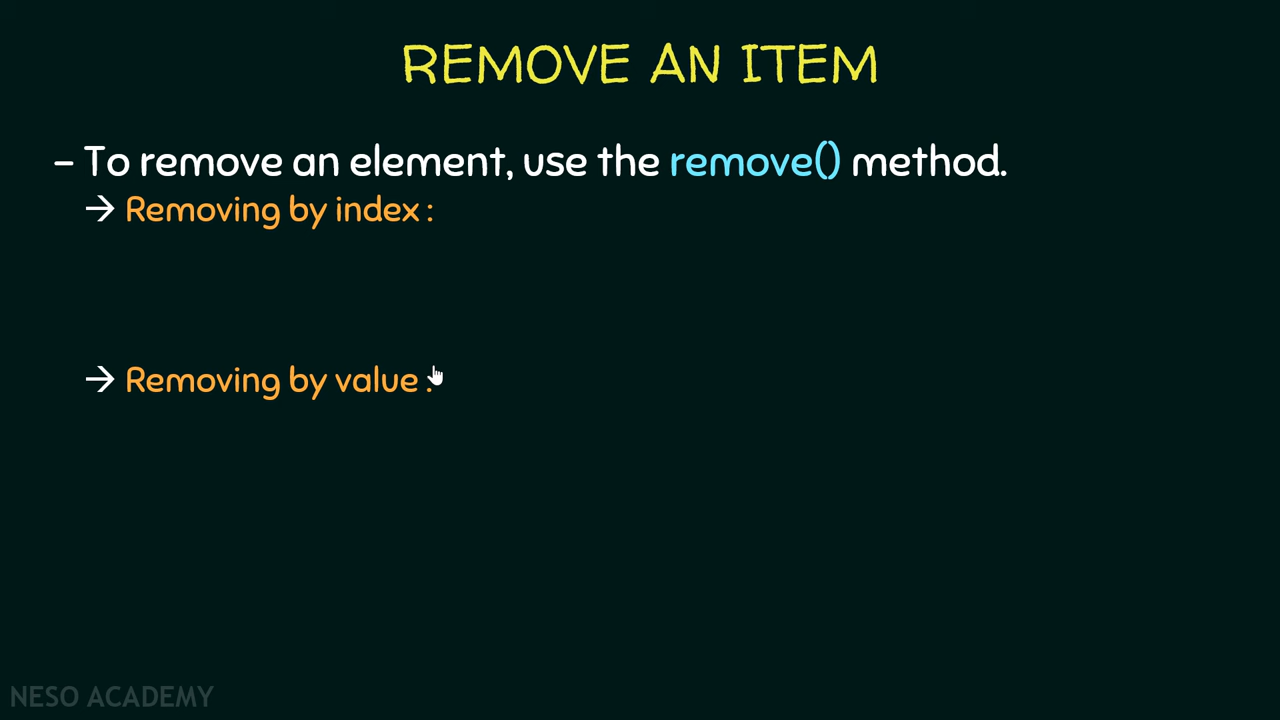 REMOVE AN ITEM
– To remove an element, use the remove() method.
→ Removing by index :
→ Removing by value :
NESO ACADEMY